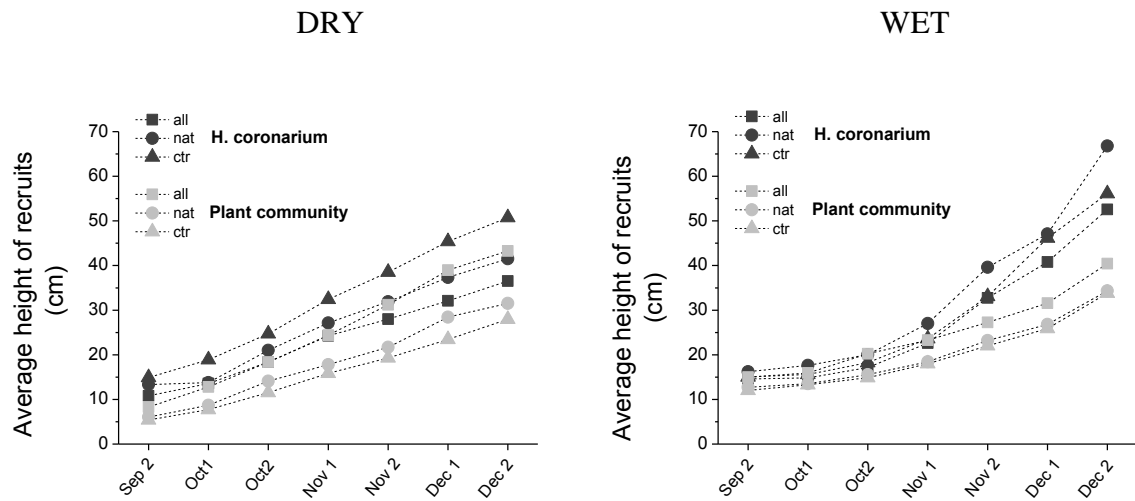 DRY
all
nat H. coronarium
ctr
all
nat Plant community
ctr
Average height of recruits
(cm)
70
60
50
40
30
20
10
0
Sep 2 Oct1 Oct2 Nov 1 Nov 2 Dec 1 Dec 2
WET
all
nat H. coronarium
ctr
all
nat Plant community
ctr
Average height of recruits
(cm)
70
60
50
40
30
20
10
0
Sep 2 Oct1 Oct2 Nov 1 Nov 2 Dec 1 Dec 2